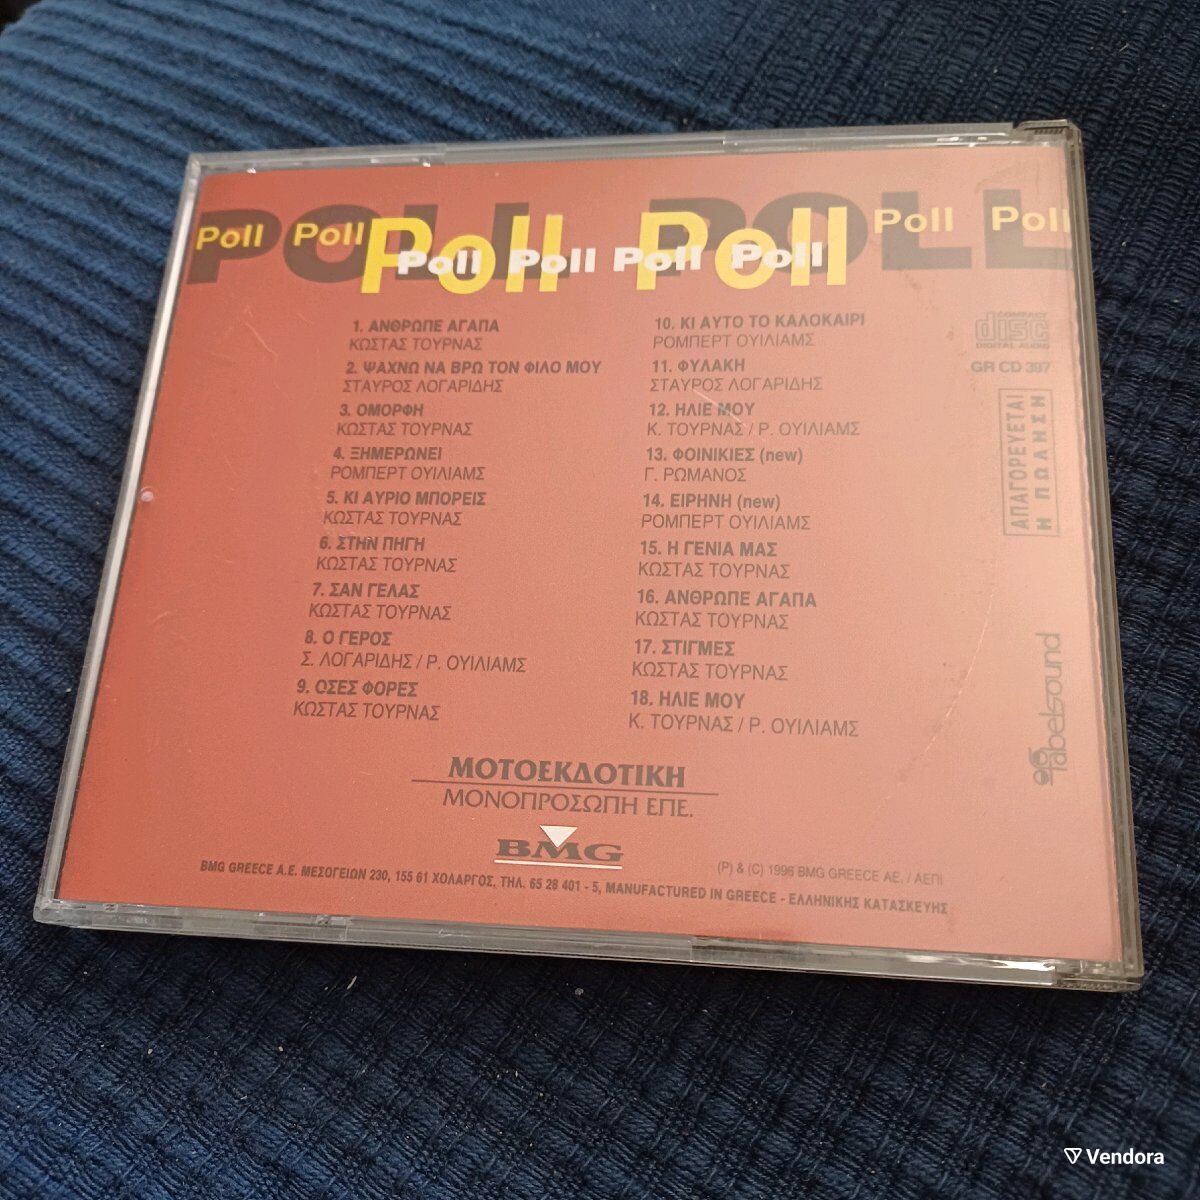 POLL POLL
Poll Poll Poll Poll Poll Poll
Poll Poll Poll Poll
1. ΑΝΘΡΩΠΕ ΑΓΑΠΑ
ΚΩΣΤΑΣ ΤΟΥΡΝΑΣ
2. ΨΑΧΝΩ ΝΑ ΒΡΩ ΤΟΝ ΦΙΛΟ ΜΟΥ
ΣΤΑΥΡΟΣ ΛΟΓΑΡΙΔΗΣ
3. ΟΜΟΡΦΗ
ΚΩΣΤΑΣ ΤΟΥΡΝΑΣ
4. ΞΗΜΕΡΩΝΕΙ
ΡΟΜΠΕΡΤ ΟΥΙΛΙΑΜΣ
5. ΚΙ ΑΥΡΙΟ ΜΠΟΡΕΙΣ
ΚΩΣΤΑΣ ΤΟΥΡΝΑΣ
6. ΣΤΗΝ ΠΗΓΗ
ΚΩΣΤΑΣ ΤΟΥΡΝΑΣ
7. ΣΑΝ ΓΕΛΑΣ
ΚΩΣΤΑΣ ΤΟΥΡΝΑΣ
8. Ο ΓΕΡΟΣ
Σ. ΛΟΓΑΡΙΔΗΣ / Ρ. ΟΥΙΛΙΑΜΣ
9. ΟΣΕΣ ΦΟΡΕΣ
ΚΩΣΤΑΣ ΤΟΥΡΝΑΣ
10. ΚΙ ΑΥΤΟ ΤΟ ΚΑΛΟΚΑΙΡΙ
ΡΟΜΠΕΡΤ ΟΥΙΛΙΑΜΣ
11. ΦΥΛΑΚΗ
ΣΤΑΥΡΟΣ ΛΟΓΑΡΙΔΗΣ
12. ΗΛΙΕ ΜΟΥ
Κ. ΤΟΥΡΝΑΣ / Ρ. ΟΥΙΛΙΑΜΣ
13. ΦΟΙΝΙΚΙΕΣ (new)
Γ. ΡΩΜΑΝΟΣ
14. ΕΙΡΗΝΗ (new)
ΡΟΜΠΕΡΤ ΟΥΙΛΙΑΜΣ
15. Η ΓΕΝΙΑ ΜΑΣ
ΚΩΣΤΑΣ ΤΟΥΡΝΑΣ
16. ΑΝΘΡΩΠΕ ΑΓΑΠΑ
ΚΩΣΤΑΣ ΤΟΥΡΝΑΣ
17. ΣΤΙΓΜΕΣ
ΚΩΣΤΑΣ ΤΟΥΡΝΑΣ
18. ΗΛΙΕ ΜΟΥ
Κ. ΤΟΥΡΝΑΣ / Ρ. ΟΥΙΛΙΑΜΣ
COMPACT
disc
DIGITAL AUDIO
GR CD 397
ΑΠΑΓΟΡΕΥΕΤΑΙ
Η ΠΩΛΗΣΗ
labelsound
ΜΟΤΟΕΚΔΟΤΙΚΗ
ΜΟΝΟΠΡΟΣΩΠΗ ΕΠΕ.
BMG
(P) & (C) 1996 BMG GREECE AE. / ΑΕΠΙ
BMG GREECE Α.Ε. ΜΕΣΟΓΕΙΩΝ 230, 155 61 ΧΟΛΑΡΓΟΣ, ΤΗΛ. 65 28 401 - 5, MANUFACTURED IN GREECE - ΕΛΛΗΝΙΚΗΣ ΚΑΤΑΣΚΕΥΗΣ
Vendora